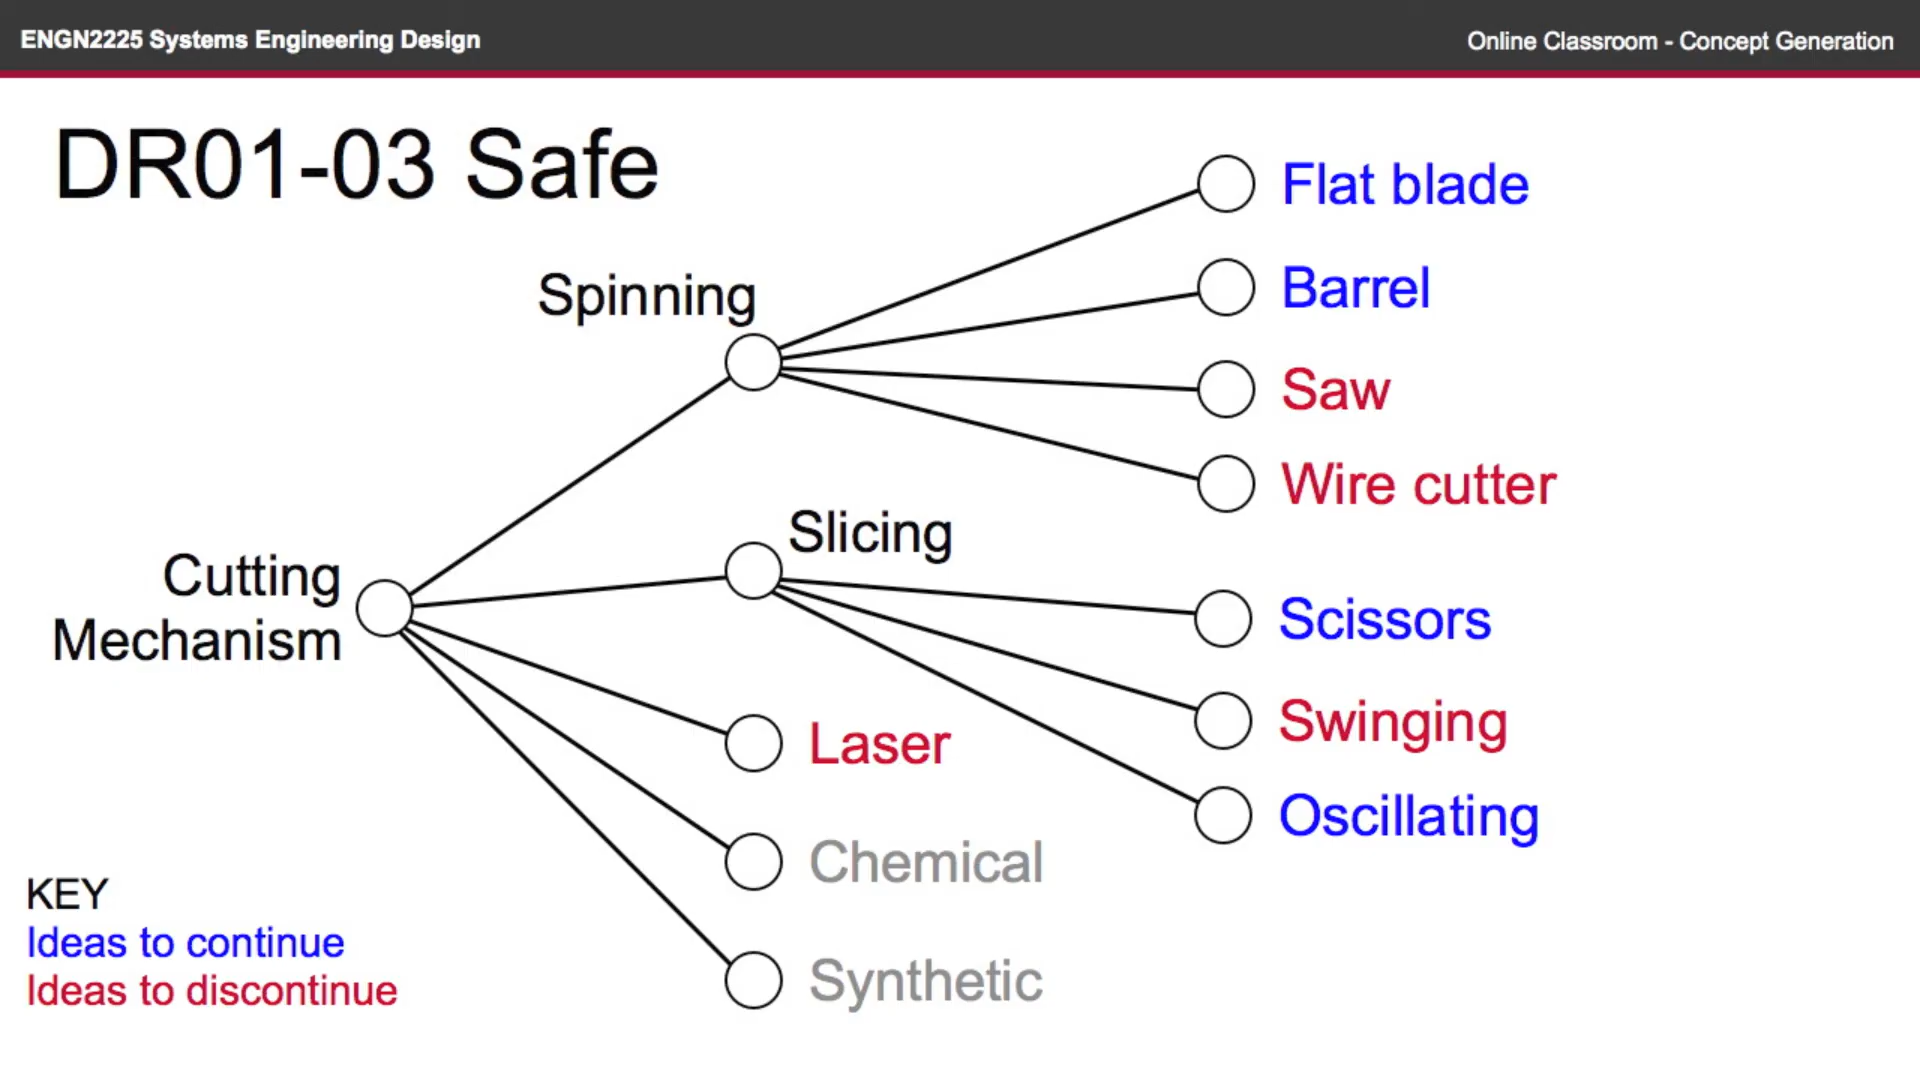 ENGN2225 Systems Engineering Design
Online Classroom - Concept Generation
DR01-03 Safe
Flat blade
Spinning
Barrel
Saw
Wire cutter
Slicing
Cutting
Mechanism
Scissors
Swinging
Laser
Oscillating
Chemical
Synthetic
KEY
Ideas to continue
Ideas to discontinue